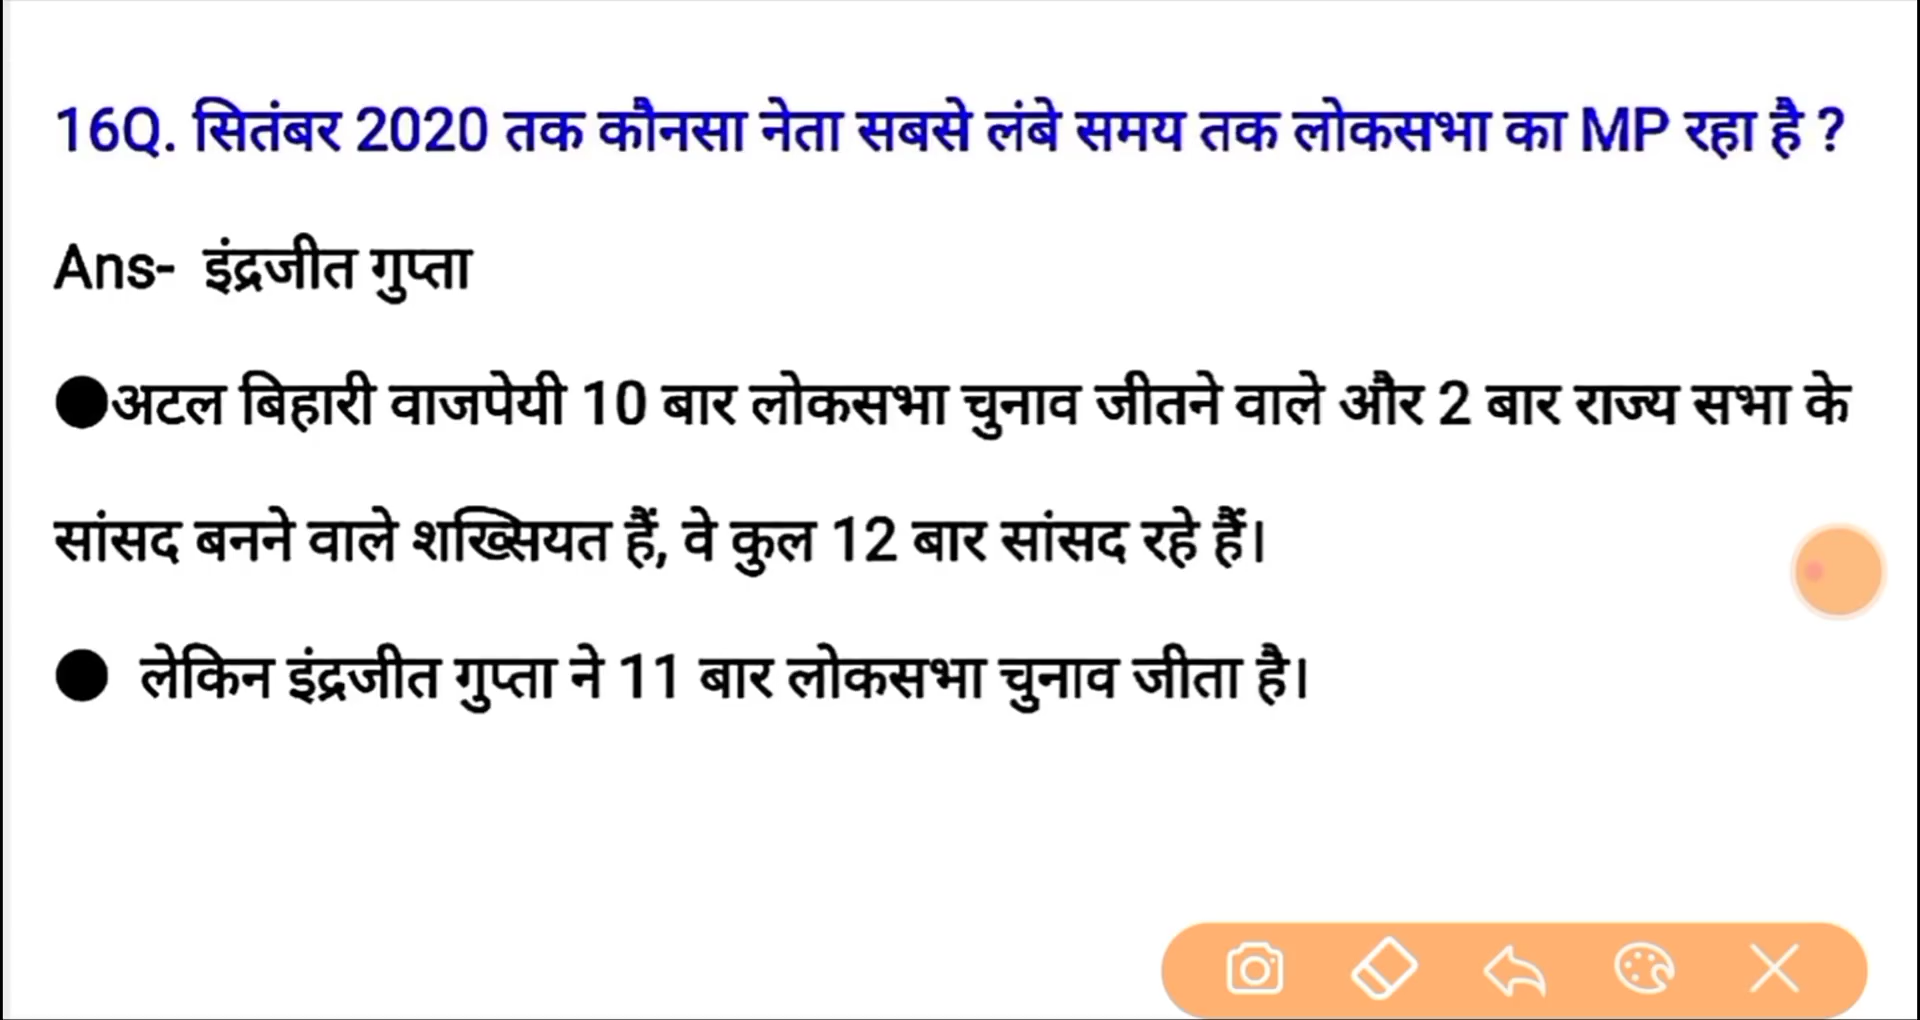 16Q. सितंबर 2020 तक कौनसा नेता सबसे लंबे समय तक लोकसभा का MP रहा है ?
Ans- इंद्रजीत गुप्ता
●अटल बिहारी वाजपेयी 10 बार लोकसभा चुनाव जीतने वाले और 2 बार राज्य सभा के
सांसद बनने वाले शख्सियत हैं, वे कुल 12 बार सांसद रहे हैं।
● लेकिन इंद्रजीत गुप्ता ने 11 बार लोकसभा चुनाव जीता है।